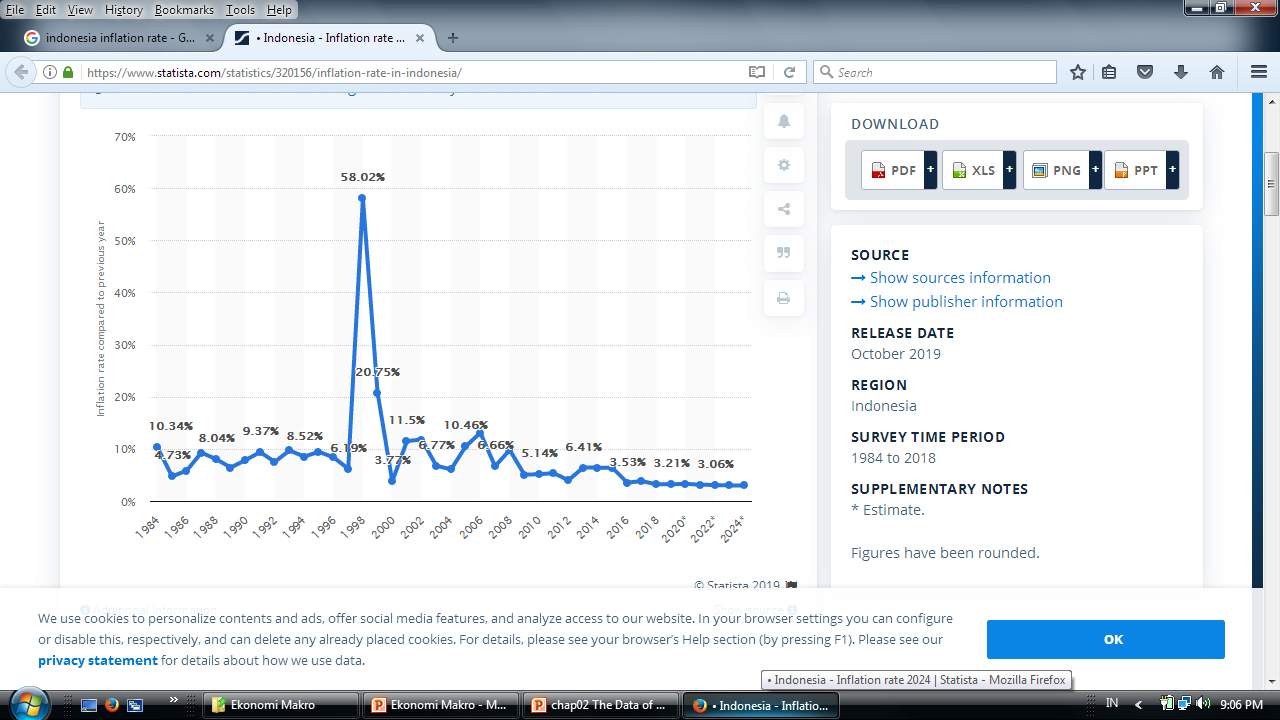 File Edit View History Bookmarks Tools Help
indonesia inflation rate - G...
• Indonesia - Inflation rate ...
https://www.statista.com/statistics/320156/inflation-rate-in-indonesia/
Search
70%
60%
50%
40%
30%
20%
10%
0%
Inflation rate compared to previous year
58.02%
20.75%
10.34%
4.73%
8.04%
9.37%
8.52%
6.19%
3.77%
11.5%
6.77%
10.46%
6.66%
5.14%
6.41%
3.53%
3.21%
3.06%
1984
1986
1988
1990
1992
1994
1996
1998
2000
2002
2004
2006
2008
2010
2012
2014
2016
2018
2020*
2022*
2024*
© Statista 2019
Additional Information
Show source
DOWNLOAD
PDF +
XLS +
PNG +
PPT +
SOURCE
Show sources information
Show publisher information
RELEASE DATE
October 2019
REGION
Indonesia
SURVEY TIME PERIOD
1984 to 2018
SUPPLEMENTARY NOTES
* Estimate.
Figures have been rounded.
We use cookies to personalize contents and ads, offer social media features, and analyze access to our website. In your browser settings you can configure
or disable this, respectively, and can delete any already placed cookies. For details, please see your browser's Help section (by pressing F1). Please see our
privacy statement for details about how we use data.
OK
• Indonesia - Inflation rate 2024 | Statista - Mozilla Firefox
Ekonomi Makro
Ekonomi Makro - M...
chap02 The Data of ...
• Indonesia - Inflatio...
IN
9:06 PM